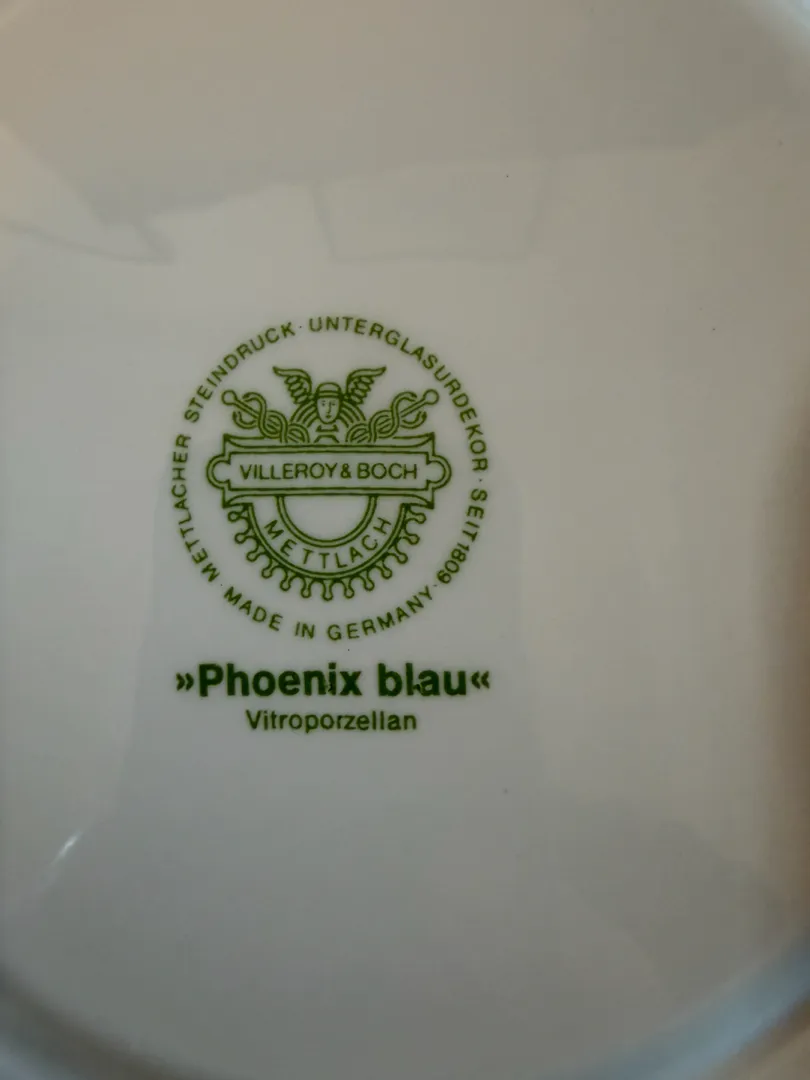 METTLACHER STEINDRUCK · UNTERGLASURDEKOR · SEIT 1809 · MADE IN GERMANY ·
VILLEROY & BOCH
METTLACH
»Phoenix blau«
Vitroporzellan